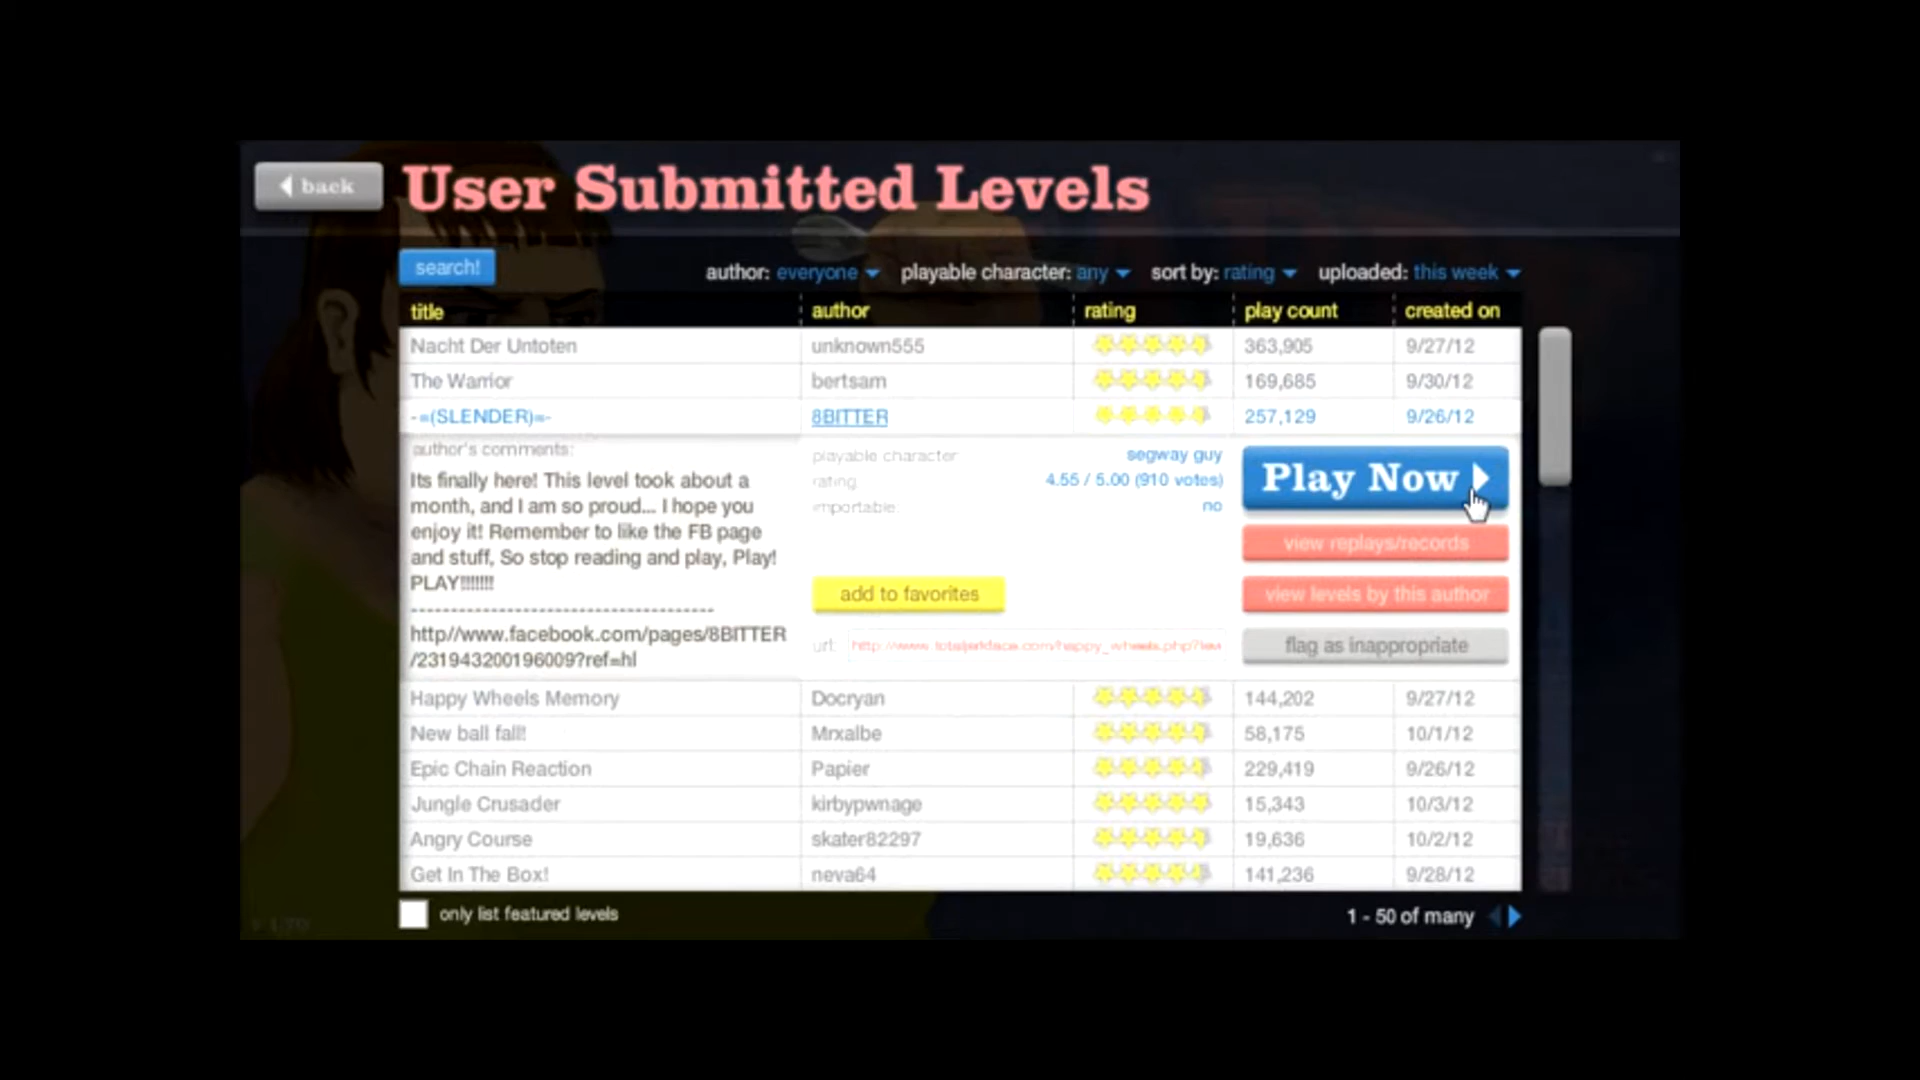 back
User Submitted Levels
search!
author: everyone playable character: any sort by: rating uploaded: this week
title author rating play count created on
Nacht Der Untoten unknown555 363,905 9/27/12
The Warrior bertsam 169,685 9/30/12
-=(SLENDER)=- 8BITTER 257,129 9/26/12
author's comments:
Its finally here! This level took about a
month, and I am so proud... I hope you
enjoy it! Remember to like the FB page
and stuff, So stop reading and play, Play!
PLAY!!!!!!!
--------------------------------------
http//www.facebook.com/pages/8BITTER
/231943200196009?ref=hl
playable character: segway guy
rating: 4.55 / 5.00 (910 votes)
importable: no
add to favorites
url: http://www.totaljerkface.com/happy_wheels.php?lev
Play Now
view replays/records
view levels by this author
flag as inappropriate
Happy Wheels Memory Docryan 144,202 9/27/12
New ball fall! Mrxalbe 58,175 10/1/12
Epic Chain Reaction Papier 229,419 9/26/12
Jungle Crusader kirbypwnage 15,343 10/3/12
Angry Course skater82297 19,636 10/2/12
Get In The Box! neva64 141,236 9/28/12
only list featured levels
1 - 50 of many